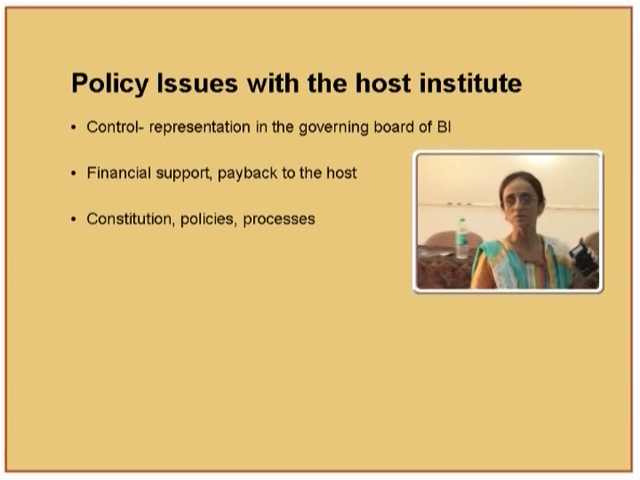 Policy Issues with the host institute
• Control- representation in the governing board of BI
• Financial support, payback to the host
• Constitution, policies, processes